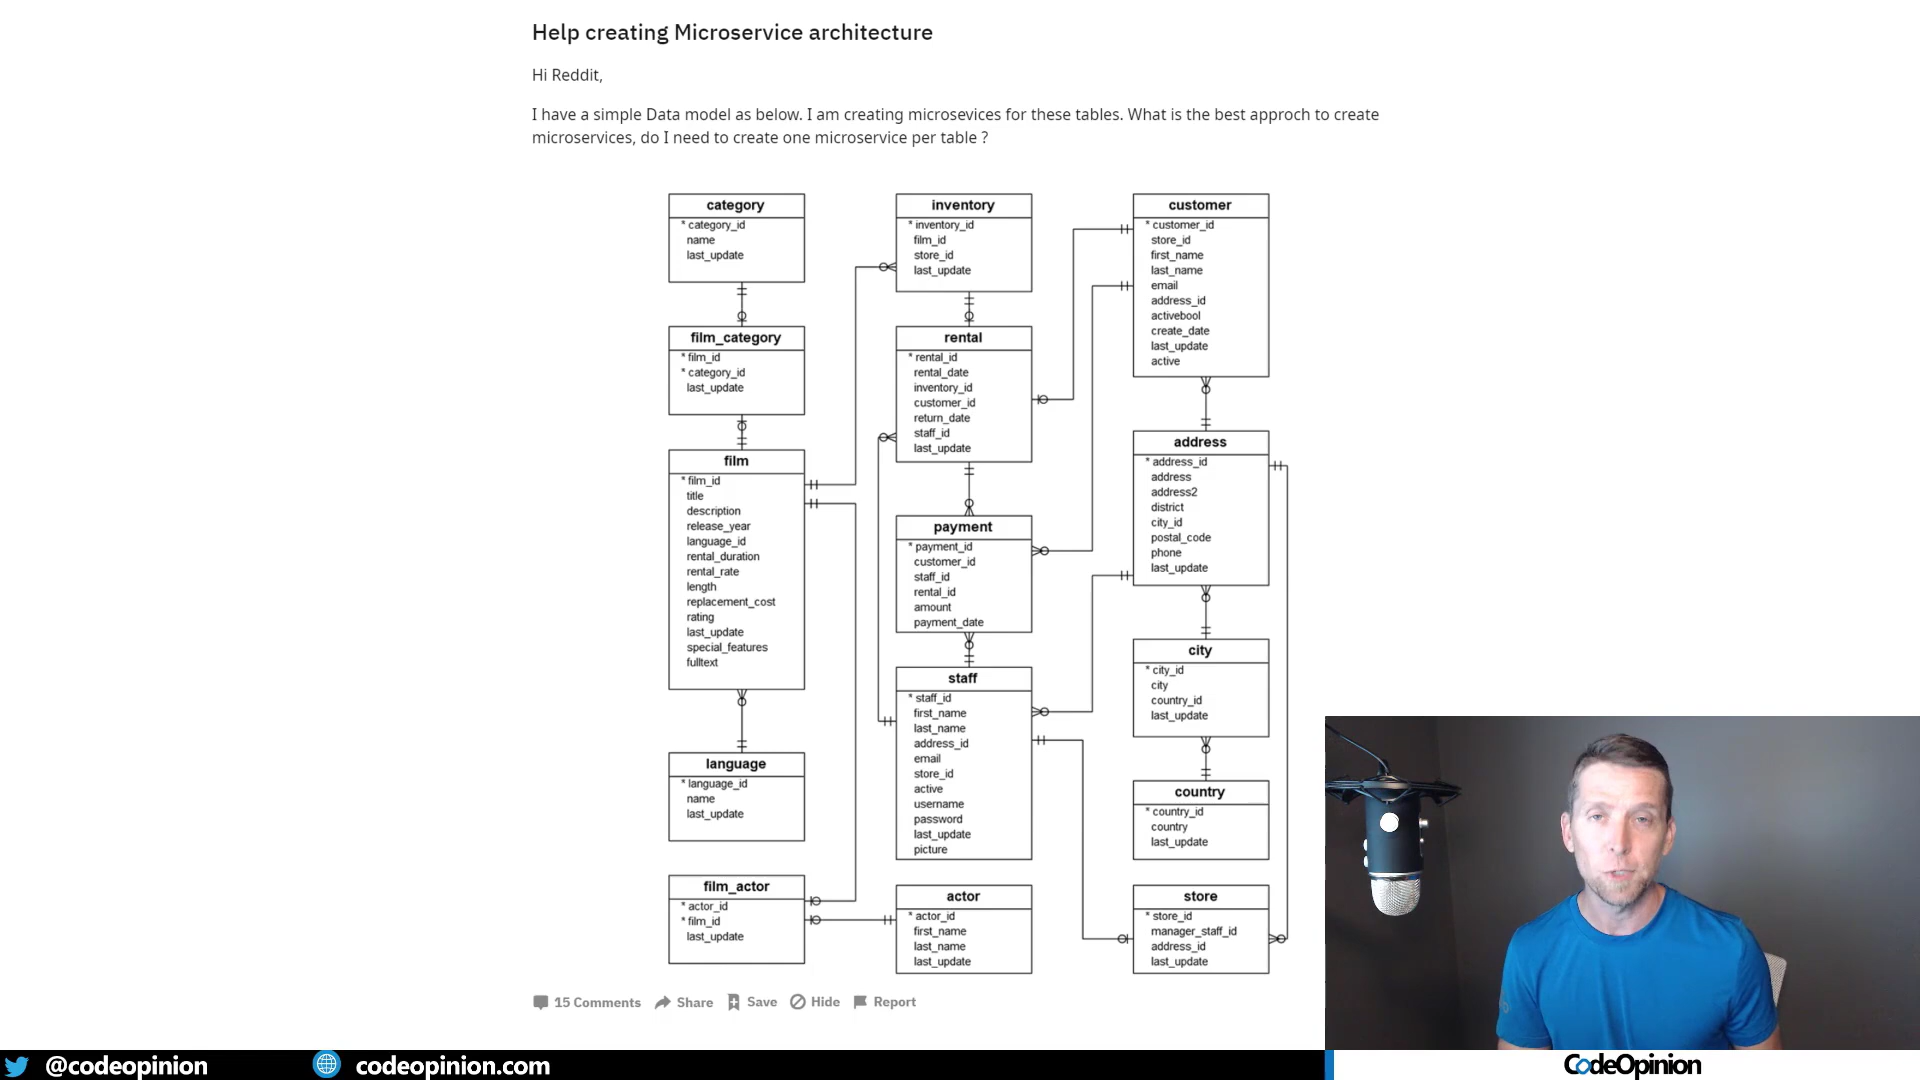 Help creating Microservice architecture
Hi Reddit,
I have a simple Data model as below. I am creating microsevices for these tables. What is the best approch to create
microservices, do I need to create one microservice per table ?
category
* category_id
name
last_update
film_category
* film_id
* category_id
last_update
film
* film_id
title
description
release_year
language_id
rental_duration
rental_rate
length
replacement_cost
rating
last_update
special_features
fulltext
language
* language_id
name
last_update
film_actor
* actor_id
* film_id
last_update
inventory
* inventory_id
film_id
store_id
last_update
rental
* rental_id
rental_date
inventory_id
customer_id
return_date
staff_id
last_update
payment
* payment_id
customer_id
staff_id
rental_id
amount
payment_date
staff
* staff_id
first_name
last_name
address_id
email
store_id
active
username
password
last_update
picture
actor
* actor_id
first_name
last_name
last_update
customer
* customer_id
store_id
first_name
last_name
email
address_id
activebool
create_date
last_update
active
address
* address_id
address
address2
district
city_id
postal_code
phone
last_update
city
* city_id
city
country_id
last_update
country
* country_id
country
last_update
store
* store_id
manager_staff_id
address_id
last_update
15 Comments Share Save Hide Report
@codeopinion codeopinion.com CodeOpinion